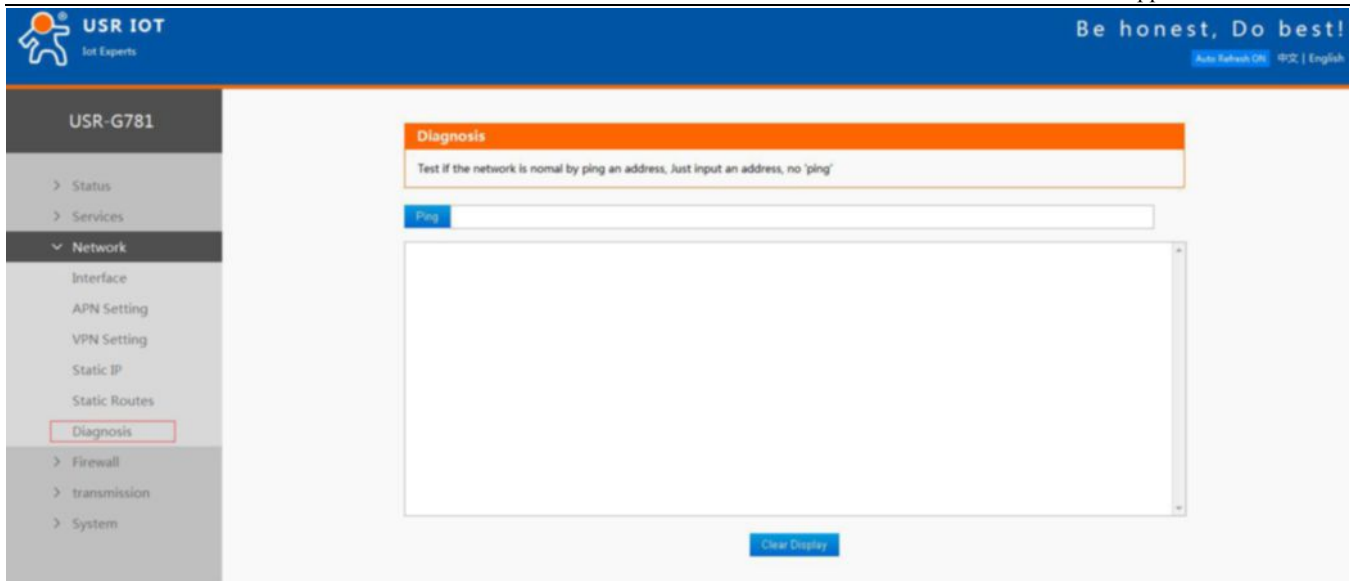 USR IOT
Iot Experts
Be honest, Do best!
Auto Refresh ON 中文 | English
USR-G781
> Status
> Services
Network
Interface
APN Setting
VPN Setting
Static IP
Static Routes
Diagnosis
> Firewall
> transmission
> System
Diagnosis
Test if the network is nomal by ping an address, Just input an address, no 'ping'
Ping
Clear Display